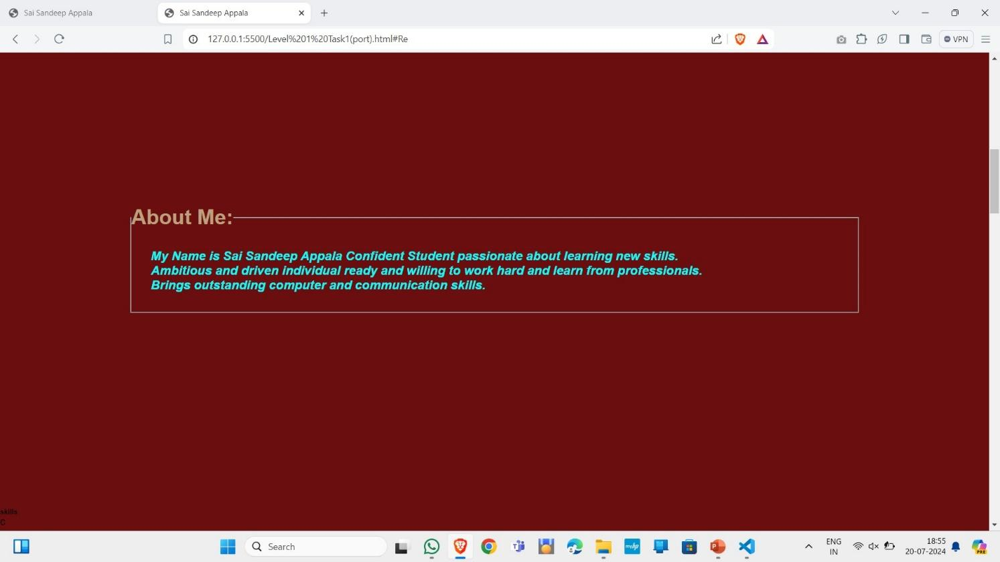 Sai Sandeep Appala
Sai Sandeep Appala
127.0.0.1:5500/Level%201%20Task1(port).html#Re
VPN
About Me:
My Name is Sai Sandeep Appala Confident Student passionate about learning new skills.
Ambitious and driven individual ready and willing to work hard and learn from professionals.
Brings outstanding computer and communication skills.
skills
C
Search
myhp
ENG
IN
18:55
20-07-2024
PRE